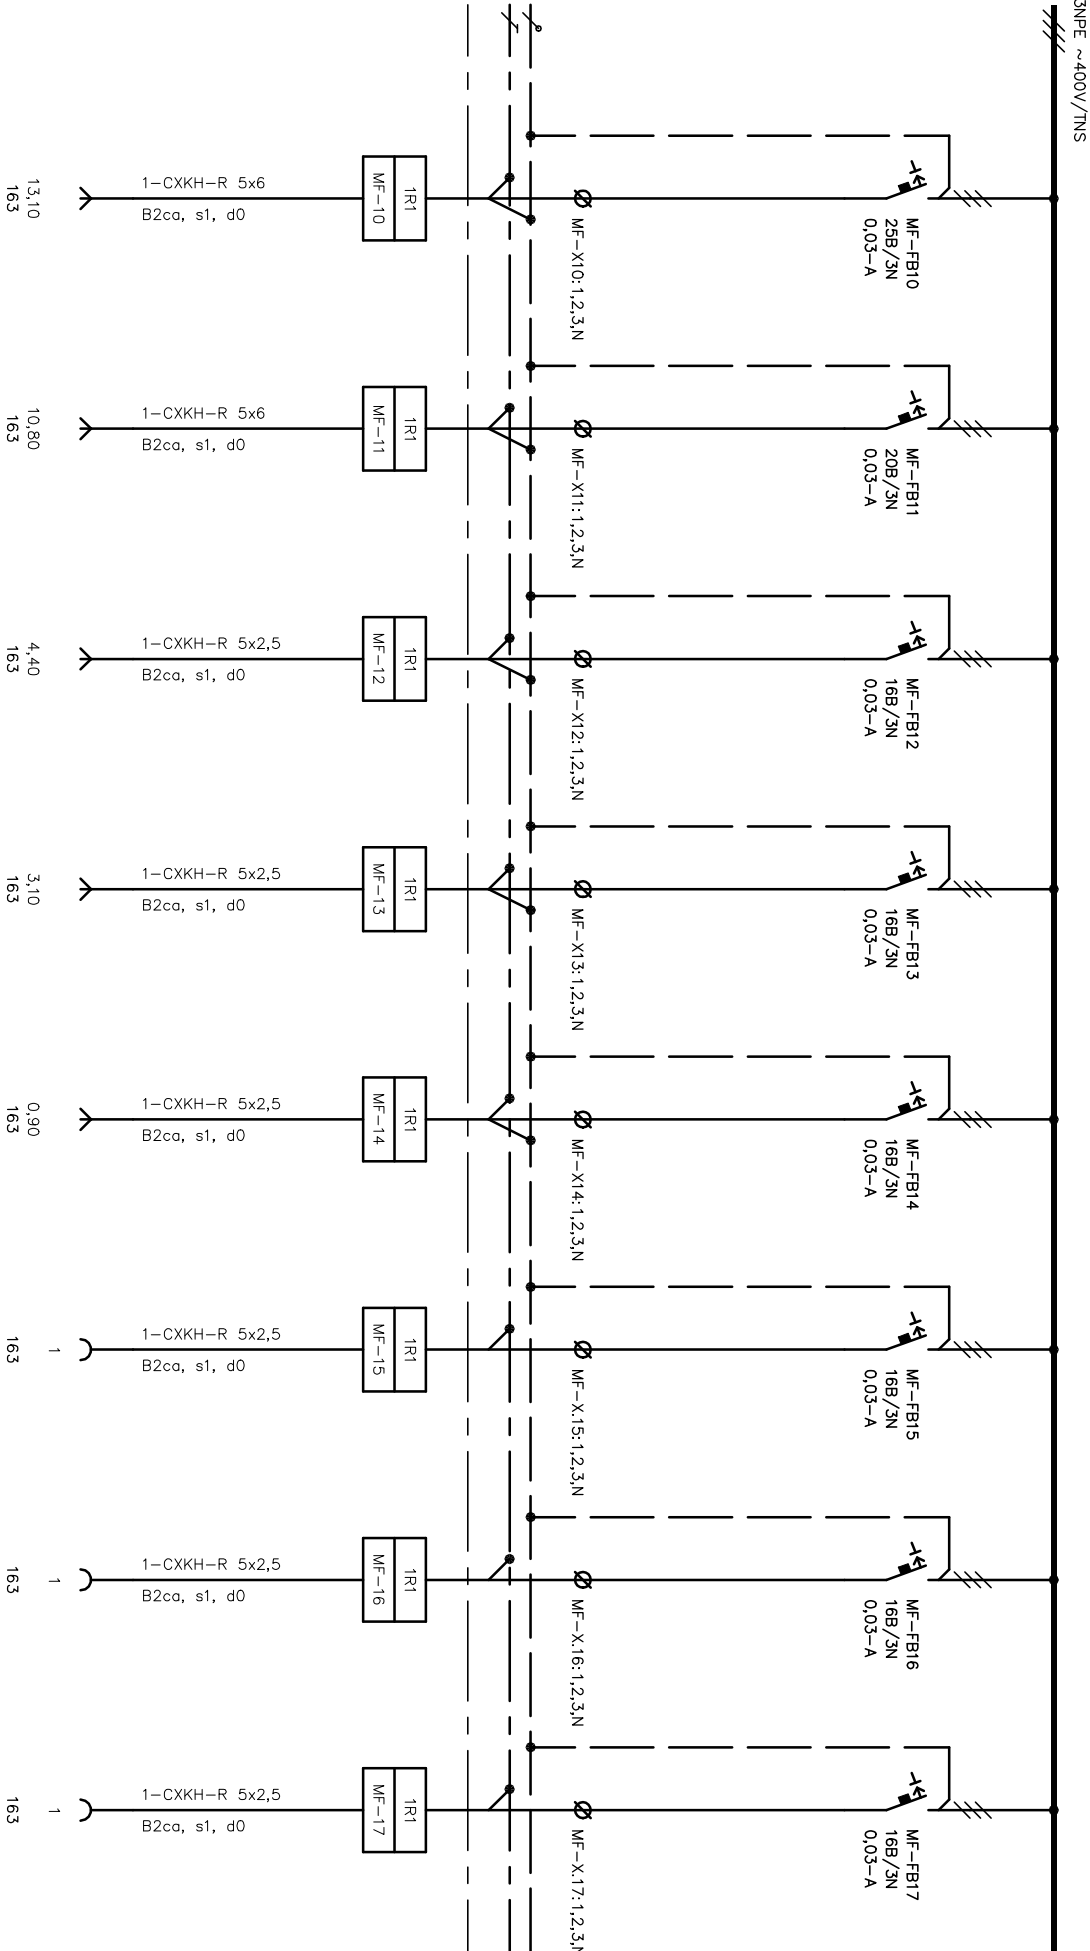 3NPE ~400V/TNS
MF-FB10
25B/3N
0,03-A
MF-X10:1,2,3,N
1R1
MF-10
1-CXKH-R 5x6
B2ca, s1, d0
13,10
163
MF-FB11
20B/3N
0,03-A
MF-X11:1,2,3,N
1R1
MF-11
1-CXKH-R 5x6
B2ca, s1, d0
10,80
163
MF-FB12
16B/3N
0,03-A
MF-X12:1,2,3,N
1R1
MF-12
1-CXKH-R 5x2,5
B2ca, s1, d0
4,40
163
MF-FB13
16B/3N
0,03-A
MF-X13:1,2,3,N
1R1
MF-13
1-CXKH-R 5x2,5
B2ca, s1, d0
3,10
163
MF-FB14
16B/3N
0,03-A
MF-X14:1,2,3,N
1R1
MF-14
1-CXKH-R 5x2,5
B2ca, s1, d0
0,90
163
MF-FB15
16B/3N
0,03-A
MF-X.15:1,2,3,N
1R1
MF-15
1-CXKH-R 5x2,5
B2ca, s1, d0
1
163
MF-FB16
16B/3N
0,03-A
MF-X.16:1,2,3,N
1R1
MF-16
1-CXKH-R 5x2,5
B2ca, s1, d0
1
163
MF-FB17
16B/3N
0,03-A
MF-X.17:1,2,3,N
1R1
MF-17
1-CXKH-R 5x2,5
B2ca, s1, d0
1
163